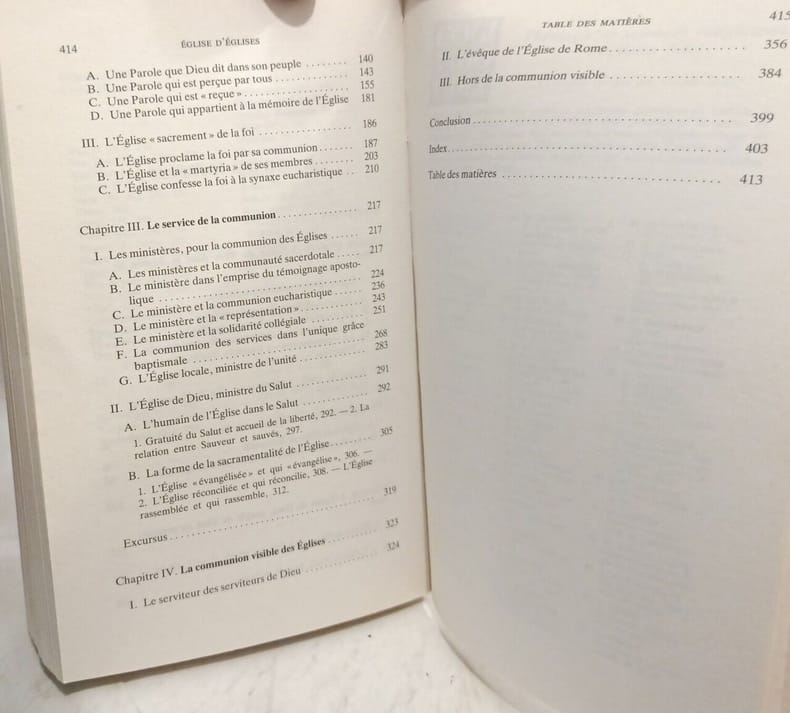 414
ÉGLISE D'ÉGLISES
A. Une Parole que Dieu dit dans son peuple ........ 140
B. Une Parole qui est perçue par tous ............ 143
C. Une Parole qui est « reçue » .................. 155
D. Une Parole qui appartient à la mémoire de l'Église 181
III. L'Église « sacrement » de la foi ................ 186
A. L'Église proclame la foi par sa communion ....... 187
B. L'Église et la « martyria » de ses membres ....... 203
C. L'Église confesse la foi à la synaxe eucharistique .. 210
Chapitre III. Le service de la communion .............. 217
I. Les ministères, pour la communion des Églises ...... 217
A. Les ministères et la communauté sacerdotale ..... 217
B. Le ministère dans l'emprise du témoignage aposto-
lique ................................ 224
C. Le ministère et la communion eucharistique ...... 236
D. Le ministère et la « représentation » ........... 243
E. Le ministère et la solidarité collégiale ............ 251
F. La communion des services dans l'unique grâce
baptismale ............................ 268
G. L'Église locale, ministre de l'unité ............. 283
II. L'Église de Dieu, ministre du Salut ............. 291
A. L'humain de l'Église dans le Salut ............ 292
1. Gratuité du Salut et accueil de la liberté, 292. — 2. La
relation entre Sauveur et sauvés, 297.
B. La forme de la sacramentalité de l'Église ......... 305
1. L'Église « évangélisée » et qui « évangélise », 306. —
2. L'Église réconciliée et qui réconcilie, 308. — L'Église
rassemblée et qui rassemble, 312.
Excursus .................................. 319
Chapitre IV. La communion visible des Églises .......... 323
I. Le serviteur des serviteurs de Dieu .............. 324
TABLE DES MATIÈRES
415
II. L'évêque de l'Église de Rome ...................... 356
III. Hors de la communion visible .................... 384
Conclusion .................................. 399
Index ...................................... 403
Table des matières .............................. 413